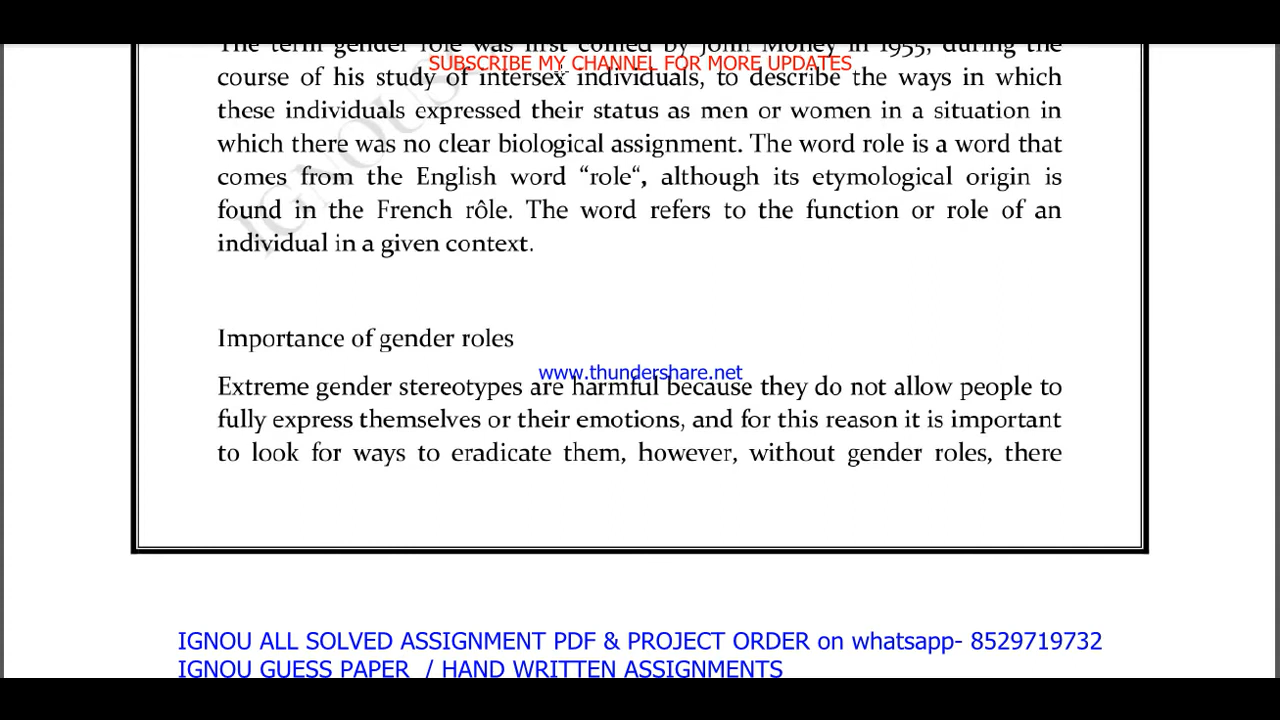 The term gender role was first coined by John Money in 1955, during the
SUBSCRIBE MY CHANNEL FOR MORE UPDATES
course of his study of intersex individuals, to describe the ways in which
these individuals expressed their status as men or women in a situation in
which there was no clear biological assignment. The word role is a word that
comes from the English word “role“, although its etymological origin is
found in the French rôle. The word refers to the function or role of an
individual in a given context.
IGNOUS
Importance of gender roles
www.thundershare.net
Extreme gender stereotypes are harmful because they do not allow people to
fully express themselves or their emotions, and for this reason it is important
to look for ways to eradicate them, however, without gender roles, there
IGNOU ALL SOLVED ASSIGNMENT PDF & PROJECT ORDER on whatsapp- 8529719732
IGNOU GUESS PAPER / HAND WRITTEN ASSIGNMENTS